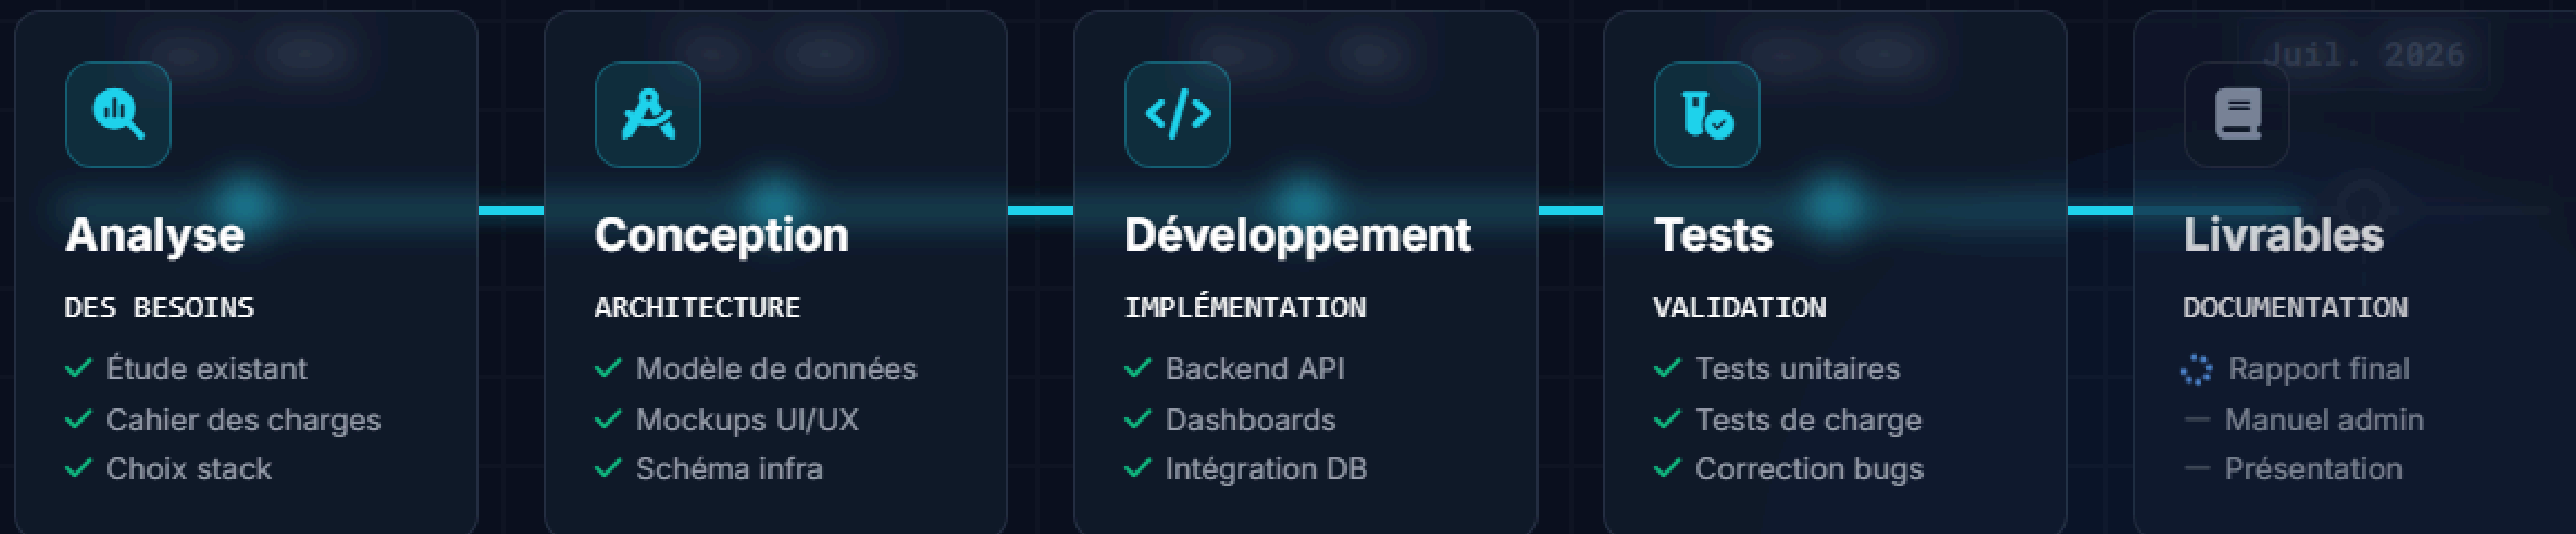 Analyse
DES BESOINS
Étude existant
Cahier des charges
Choix stack
Conception
ARCHITECTURE
Modèle de données
Mockups UI/UX
Schéma infra
Développement
IMPLÉMENTATION
Backend API
Dashboards
Intégration DB
Tests
VALIDATION
Tests unitaires
Tests de charge
Correction bugs
Juil. 2026
Livrables
DOCUMENTATION
Rapport final
Manuel admin
Présentation